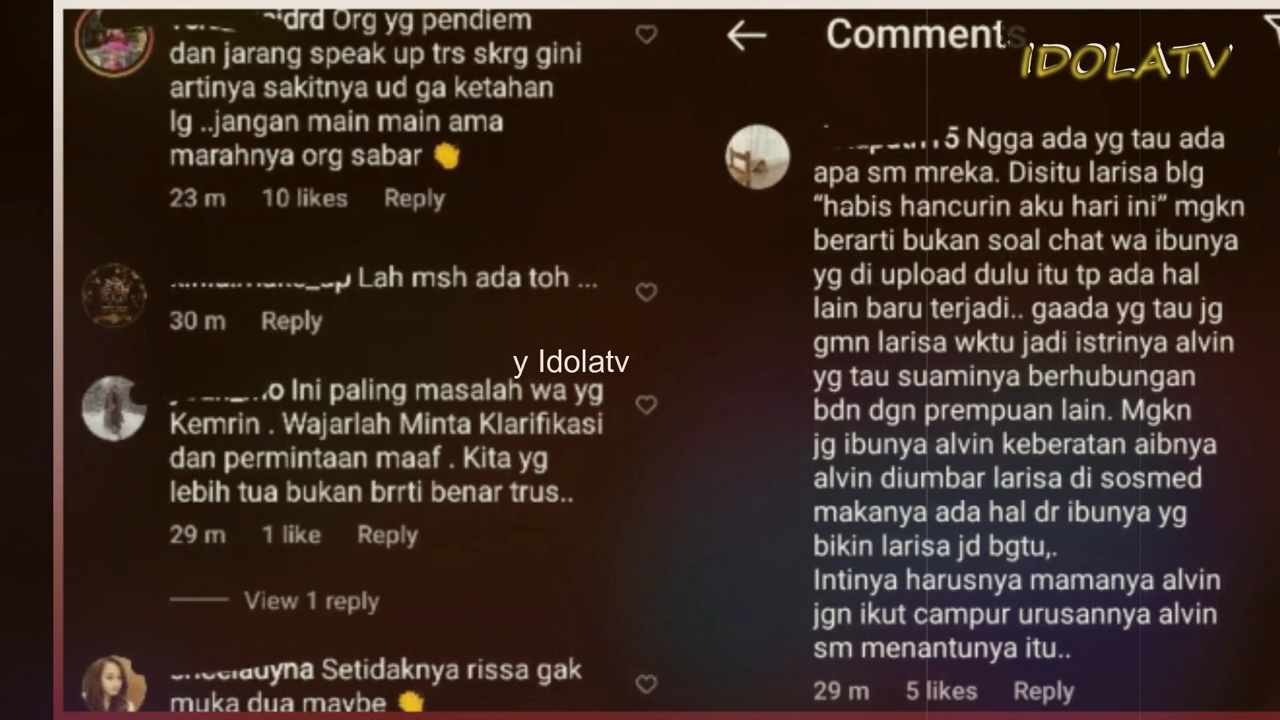 Org yg pendiem
dan jarang speak up trs skrg gini
artinya sakitnya ud ga ketahan
lg ..jangan main main ama
marahnya org sabar 👏
23 m 10 likes Reply
Lah msh ada toh ...
30 m Reply
Ini paling masalah wa yg
Kemrin . Wajarlah Minta Klarifikasi
dan permintaan maaf . Kita yg
lebih tua bukan brrti benar trus..
29 m 1 like Reply
View 1 reply
Setidaknya rissa gak
muka dua maybe 👏
y Idolatv
Comments
IDOLATV
Ngga ada yg tau ada
apa sm mreka. Disitu larisa blg
“habis hancurin aku hari ini” mgkn
berarti bukan soal chat wa ibunya
yg di upload dulu itu tp ada hal
lain baru terjadi.. gaada yg tau jg
gmn larisa wktu jadi istrinya alvin
yg tau suaminya berhubungan
bdn dgn prempuan lain. Mgkn
jg ibunya alvin keberatan aibnya
alvin diumbar larisa di sosmed
makanya ada hal dr ibunya yg
bikin larisa jd bgtu,.
Intinya harusnya mamanya alvin
jgn ikut campur urusannya alvin
sm menantunya itu..
29 m 5 likes Reply